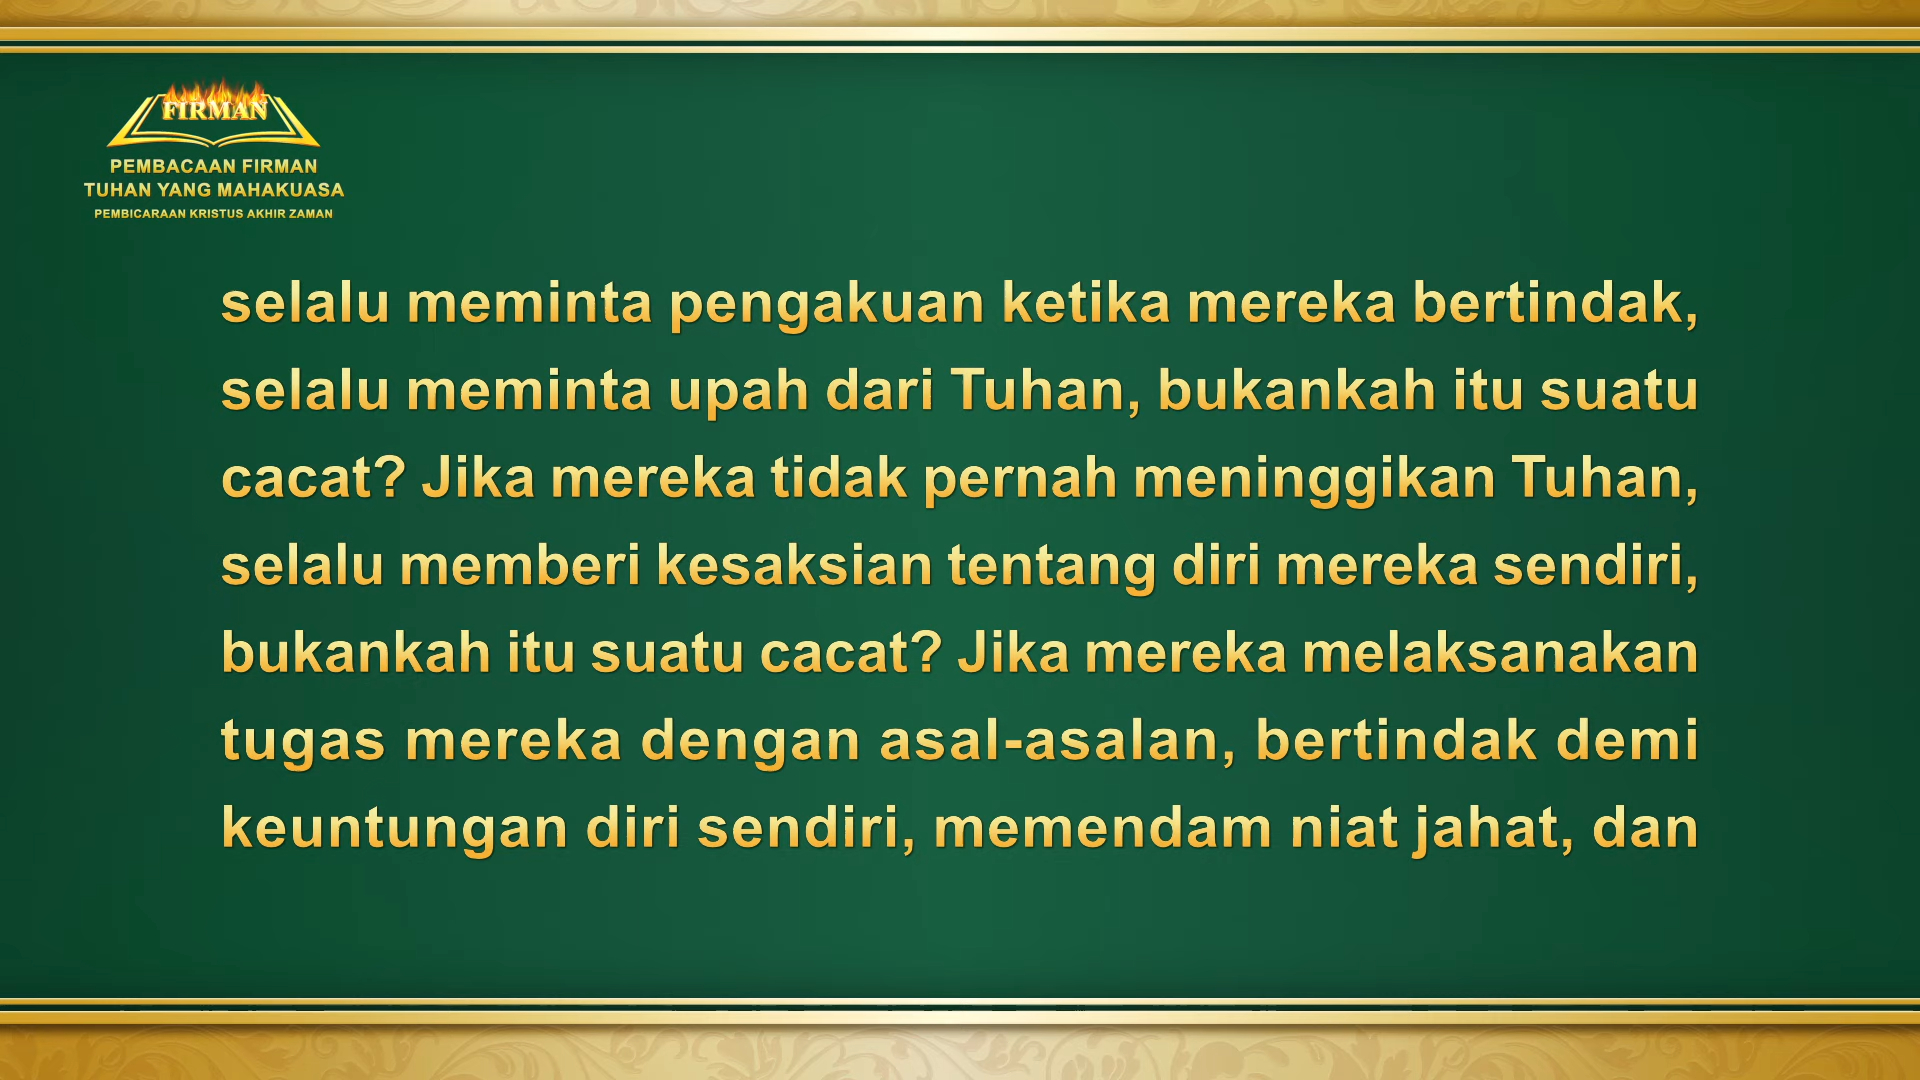 FIRMAN
PEMBACAAN FIRMAN
TUHAN YANG MAHAKUASA
PEMBICARAAN KRISTUS AKHIR ZAMAN
selalu meminta pengakuan ketika mereka bertindak,
selalu meminta upah dari Tuhan, bukankah itu suatu
cacat? Jika mereka tidak pernah meninggikan Tuhan,
selalu memberi kesaksian tentang diri mereka sendiri,
bukankah itu suatu cacat? Jika mereka melaksanakan
tugas mereka dengan asal-asalan, bertindak demi
keuntungan diri sendiri, memendam niat jahat, dan